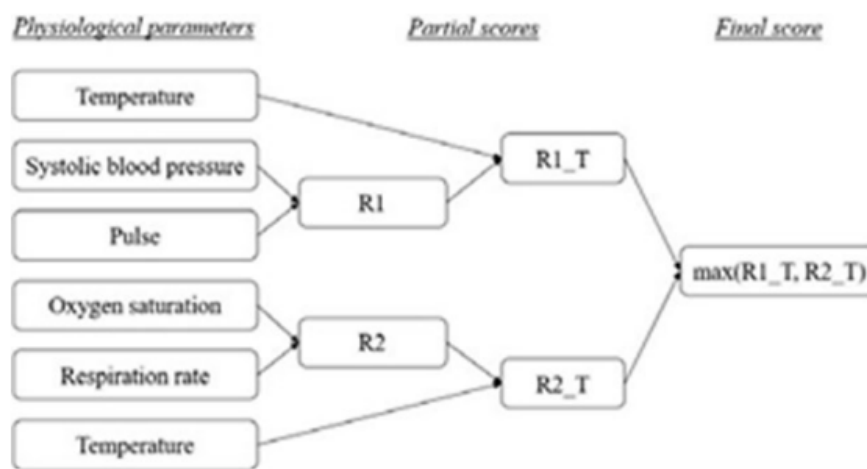 Physiological parameters
Partial scores
Final score
Temperature
Systolic blood pressure
Pulse
Oxygen saturation
Respiration rate
Temperature
R1
R2
R1_T
R2_T
max(R1_T, R2_T)